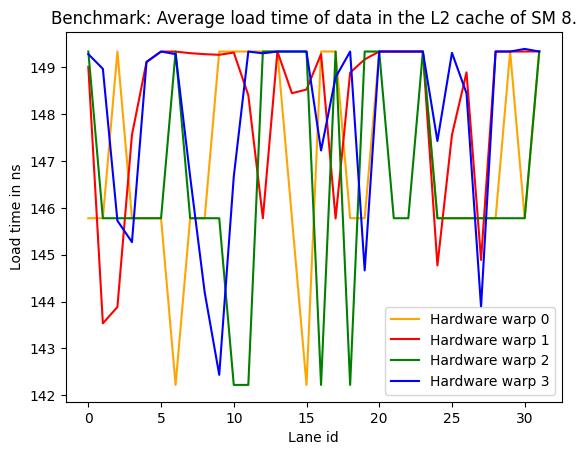 Benchmark: Average load time of data in the L2 cache of SM 8.
149
148
147
146
145
144
143
142
Load time in ns
0
5
10
15
20
25
30
Lane id
Hardware warp 0
Hardware warp 1
Hardware warp 2
Hardware warp 3